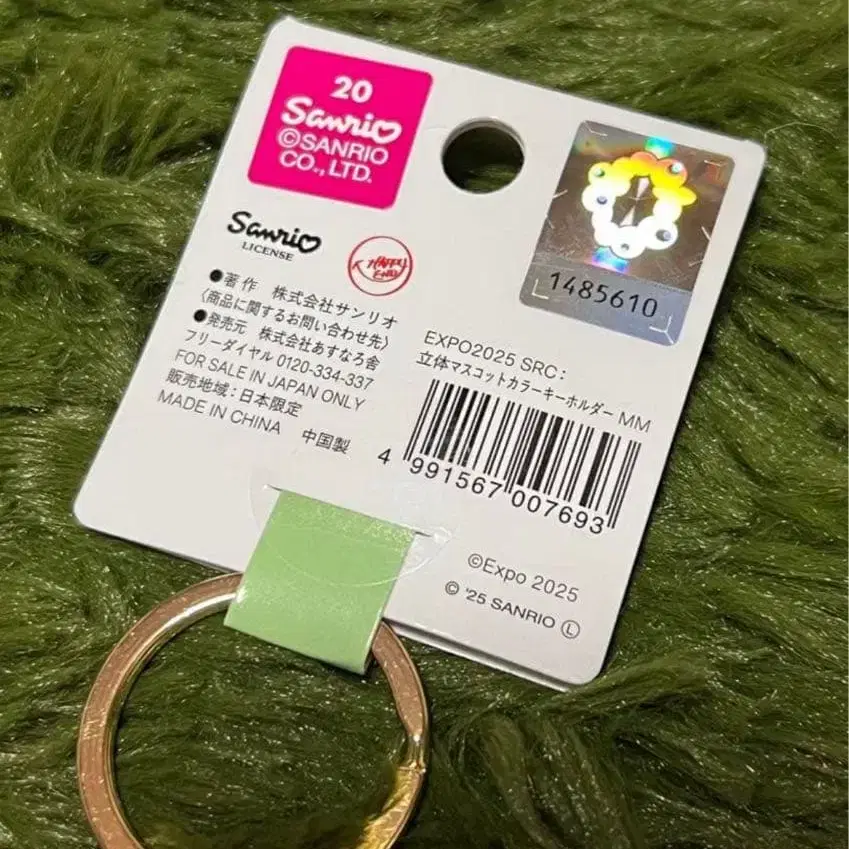 20
Sanrio
©SANRIO
CO., LTD.
Sanrio
LICENSE
HAPPY
END
●著作 株式会社サンリオ
〈商品に関するお問い合わせ先〉
●発売元 株式会社あすなろ舎
フリーダイヤル 0120-334-337
FOR SALE IN JAPAN ONLY
販売地域:日本限定
MADE IN CHINA 中国製
1485610
EXPO2025 SRC:
立体マスコットカラーキーホルダー MM
4 991567 007693
©Expo 2025
© '25 SANRIO Ⓛ